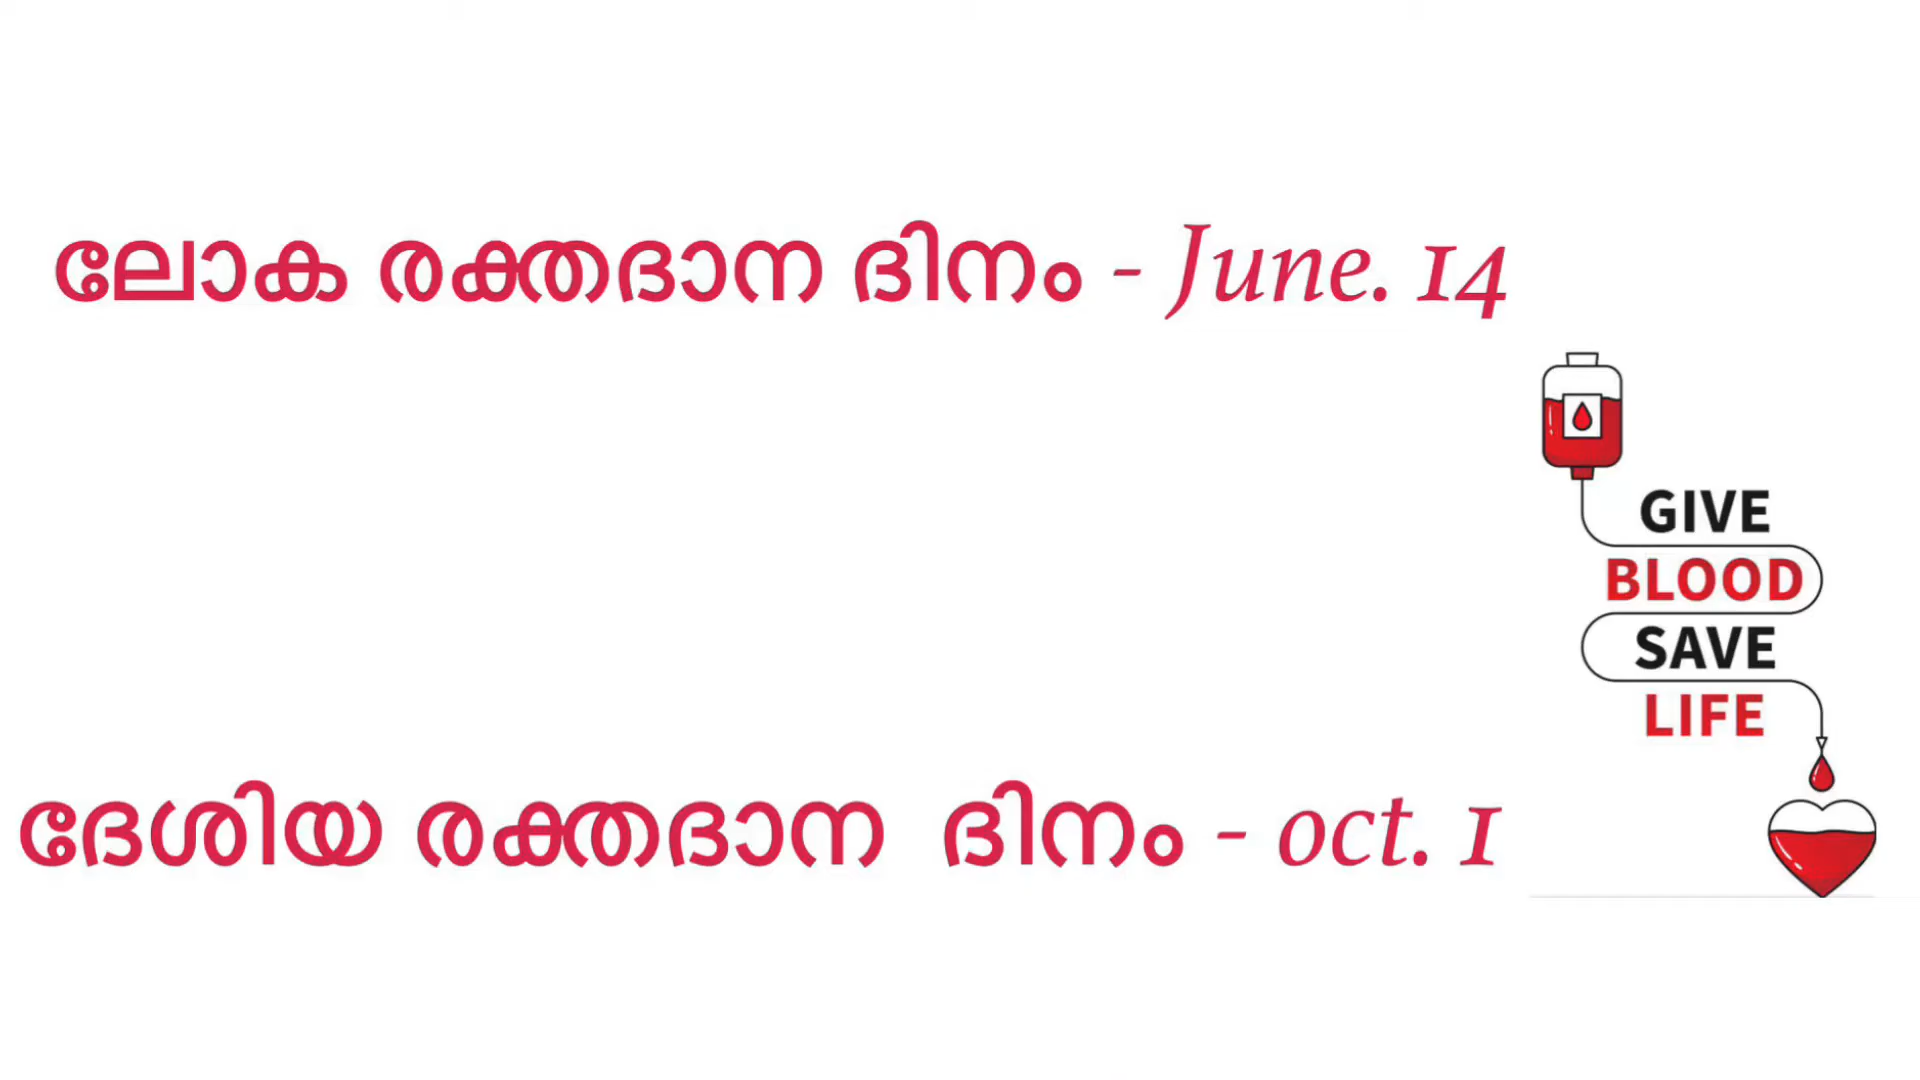 ലോക രക്തദാന ദിനം - June. 14
GIVE
BLOOD
SAVE
LIFE
ദേശിയ രക്തദാന ദിനം - oct. 1